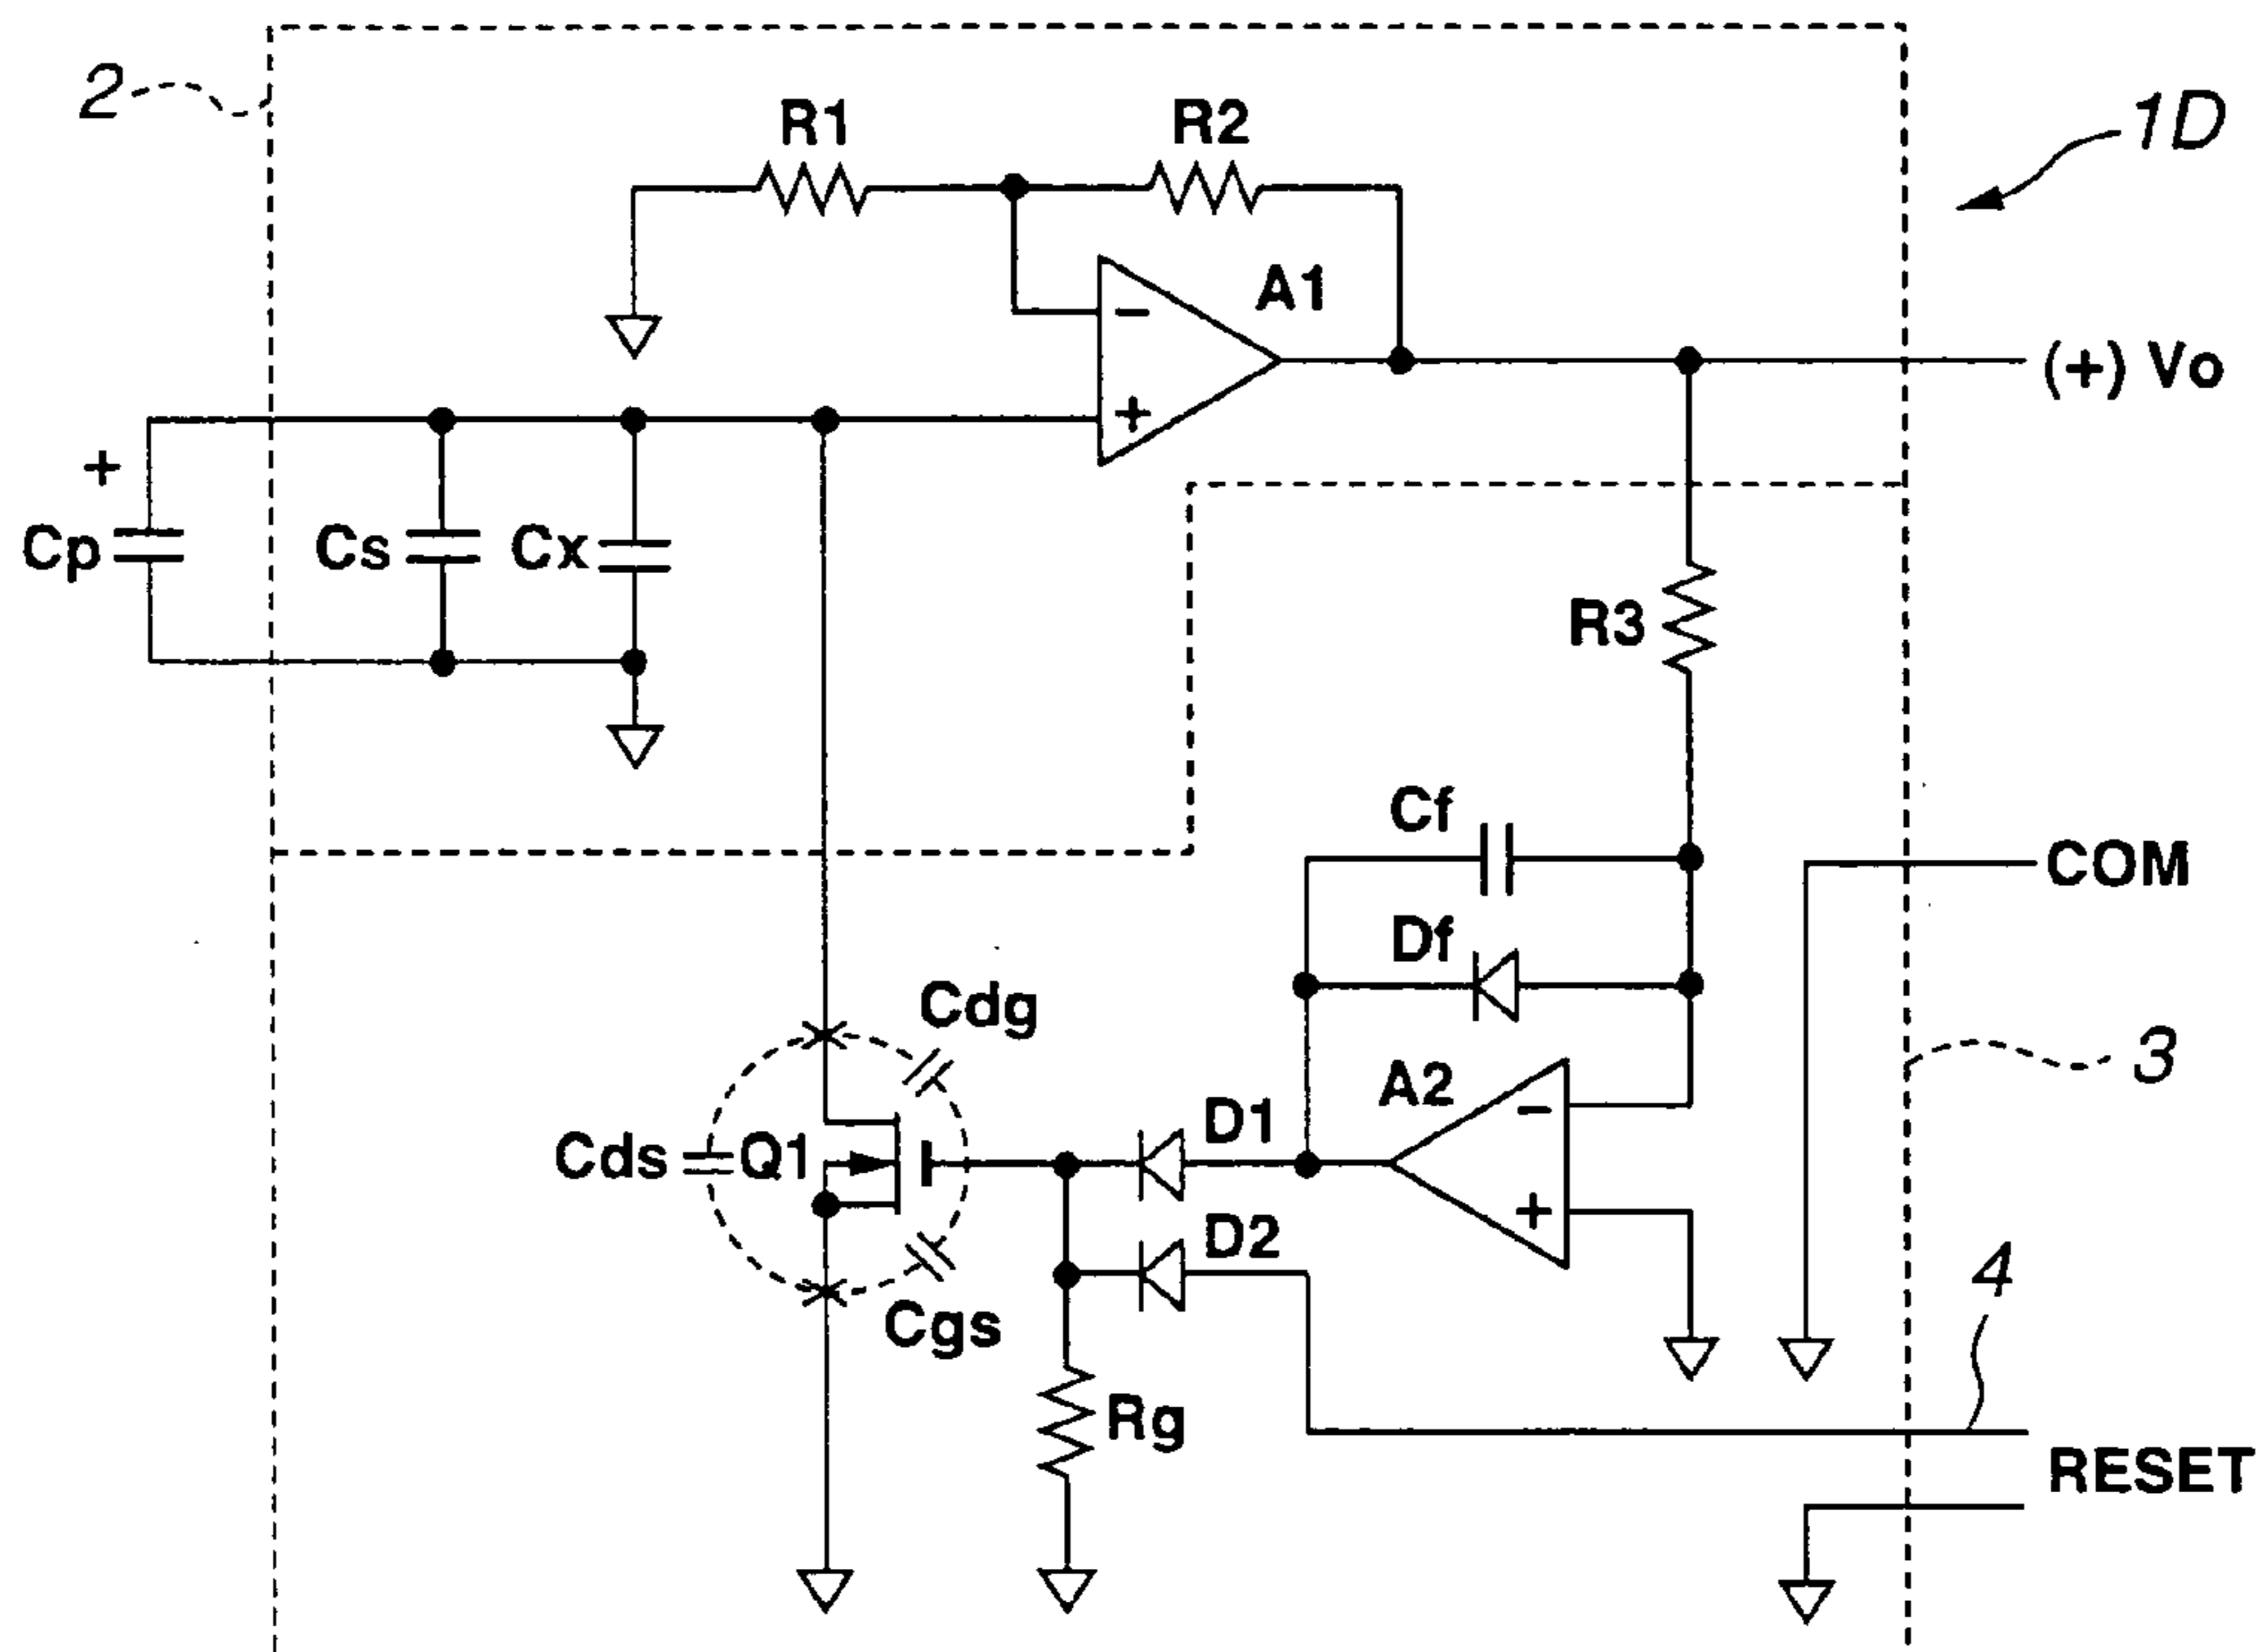 2
R1
R2
1D
A1
−
+
(+) Vo
+
Cp
Cs
Cx
R3
Cf
COM
Df
Cdg
3
A2
−
D1
Cds
Q1
+
D2
4
Cgs
Rg
RESET